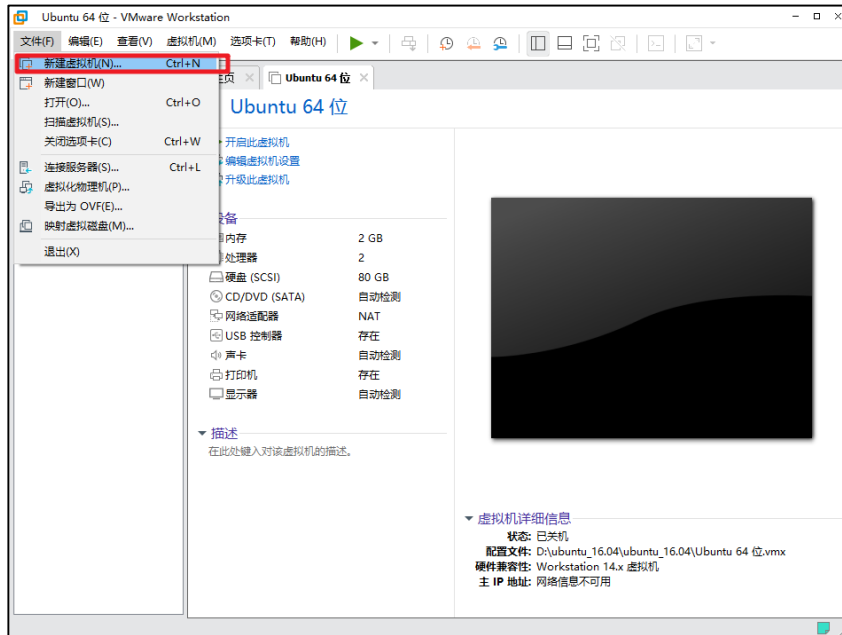 Ubuntu 64 位 - VMware Workstation
文件(F) 编辑(E) 查看(V) 虚拟机(M) 选项卡(T) 帮助(H)
新建虚拟机(N)... Ctrl+N
新建窗口(W)
打开(O)... Ctrl+O
扫描虚拟机(S)...
关闭选项卡(C) Ctrl+W
连接服务器(S)... Ctrl+L
虚拟化物理机(P)...
导出为 OVF(E)...
映射虚拟磁盘(M)...
退出(X)
页
Ubuntu 64 位
Ubuntu 64 位
开启此虚拟机
编辑虚拟机设置
升级此虚拟机
设备
内存 2 GB
处理器 2
硬盘 (SCSI) 80 GB
CD/DVD (SATA) 自动检测
网络适配器 NAT
USB 控制器 存在
声卡 自动检测
打印机 存在
显示器 自动检测
描述
在此处键入对该虚拟机的描述。
虚拟机详细信息
状态: 已关机
配置文件: D:\ubuntu_16.04\ubuntu_16.04\Ubuntu 64 位.vmx
硬件兼容性: Workstation 14.x 虚拟机
主 IP 地址: 网络信息不可用